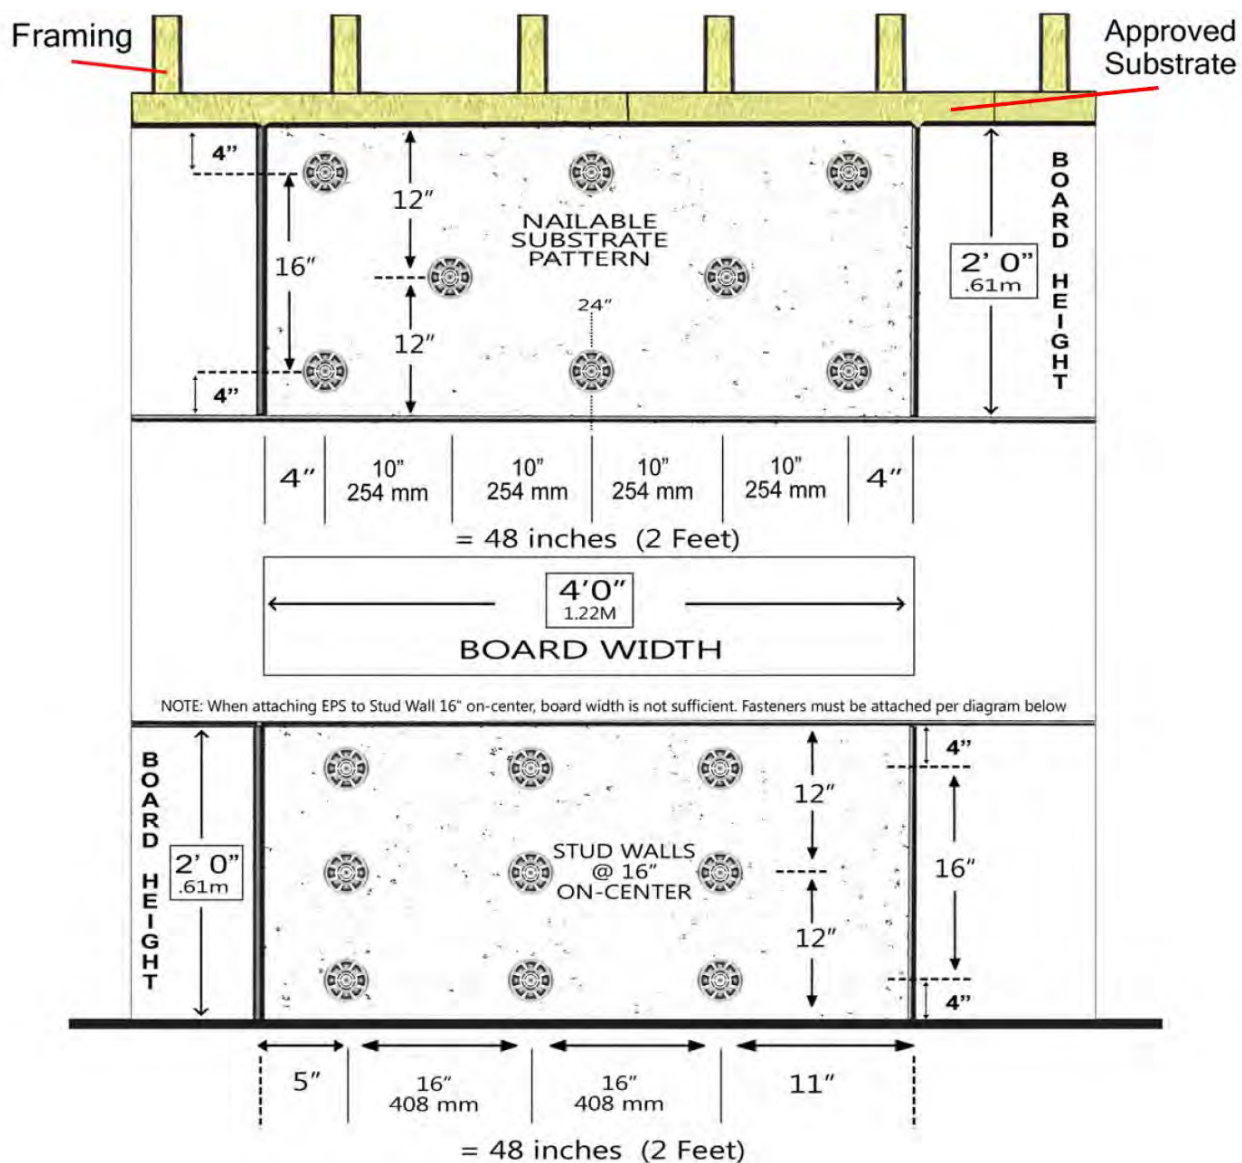 Framing
Approved
Substrate
4”
16”
4”
12”
12”
NAILABLE
SUBSTRATE
PATTERN
24”
2’ 0”
.61m
BOARD HEIGHT
4”
10”
254 mm
10”
254 mm
10”
254 mm
10”
254 mm
4”
= 48 inches (2 Feet)
4’0”
1.22M
BOARD WIDTH
NOTE: When attaching EPS to Stud Wall 16” on-center, board width is not sufficient. Fasteners must be attached per diagram below
BOARD HEIGHT
2’ 0”
.61m
STUD WALLS
@ 16”
ON-CENTER
12”
12”
4”
16”
4”
5”
16”
408 mm
16”
408 mm
11”
= 48 inches (2 Feet)